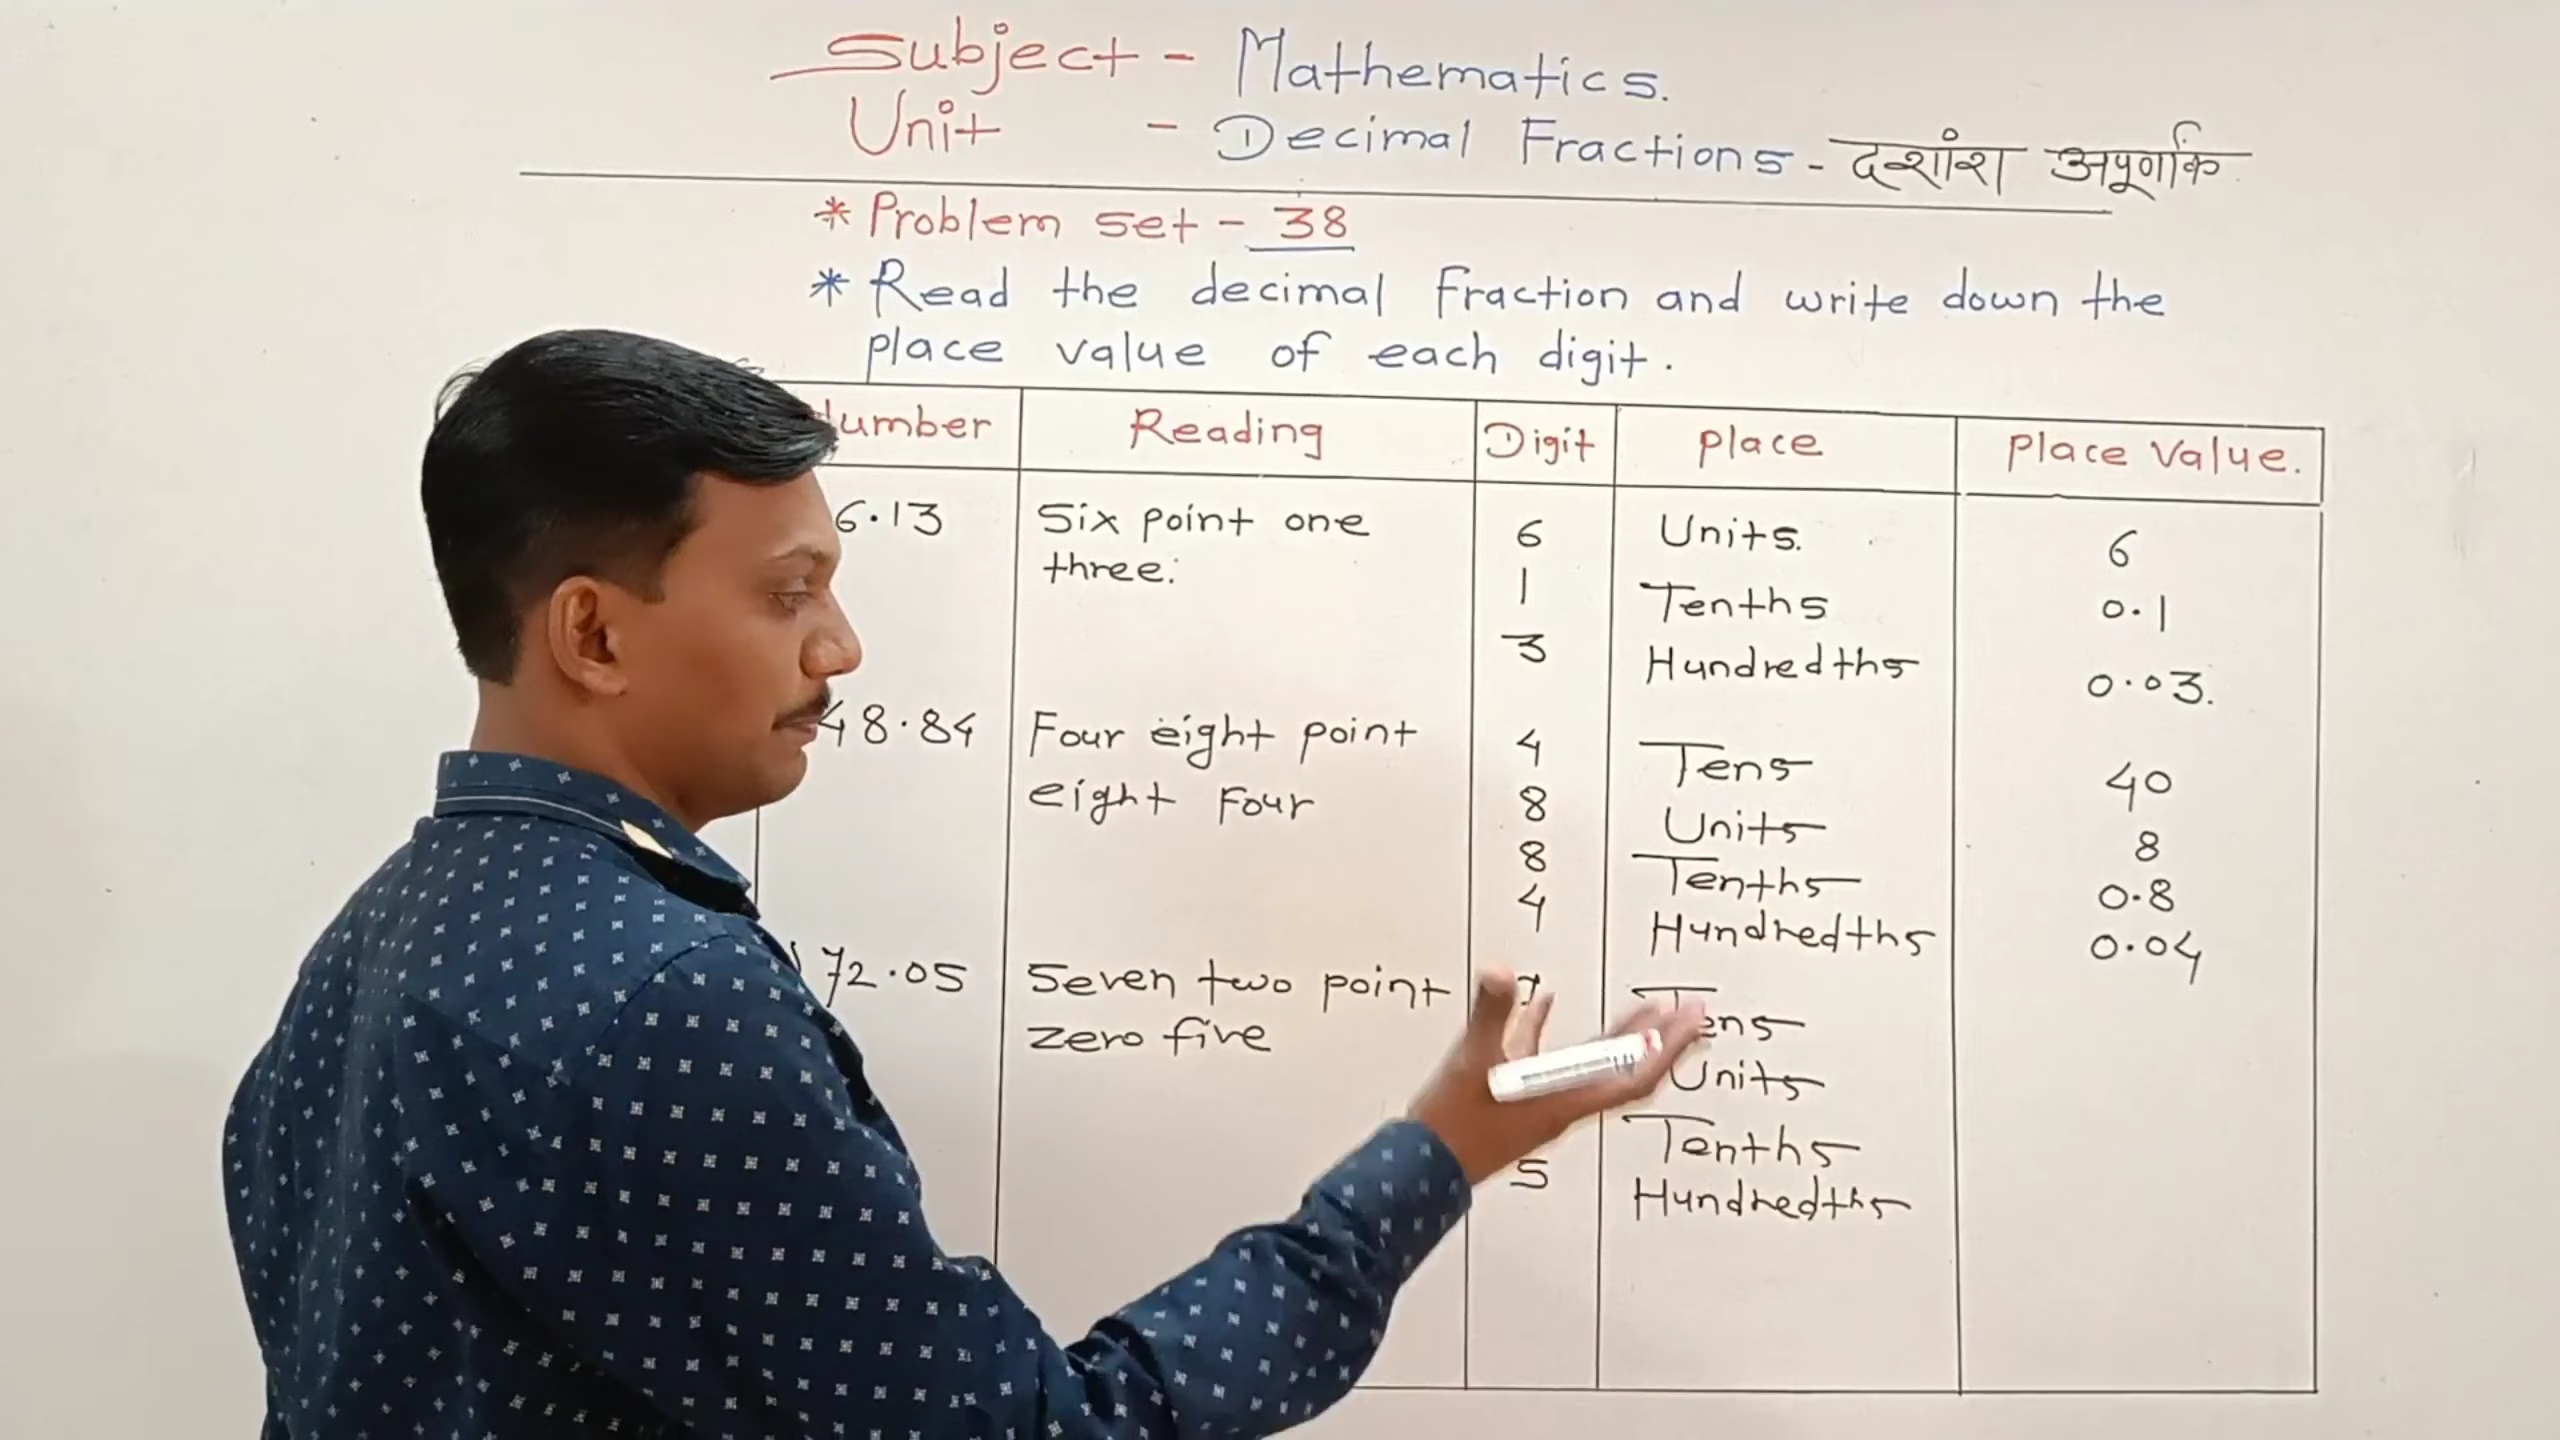 Subject - Mathematics.
Unit - Decimal Fractions - दशांश अपूर्णांक
* Problem set - 38
* Read the decimal fraction and write down the
place value of each digit.
umber Reading Digit place place value.
6.13 Six point one 6 Units. 6
three. 1 Tenths 0.1
3 Hundredths 0.03.
48.84 Four eight point 4 Tens 40
eight four 8 Units 8
8 Tenths 0.8
4 Hundredths 0.04
72.05 Seven two point 7 Tens
zero five Units
Tenths
5 Hundredths